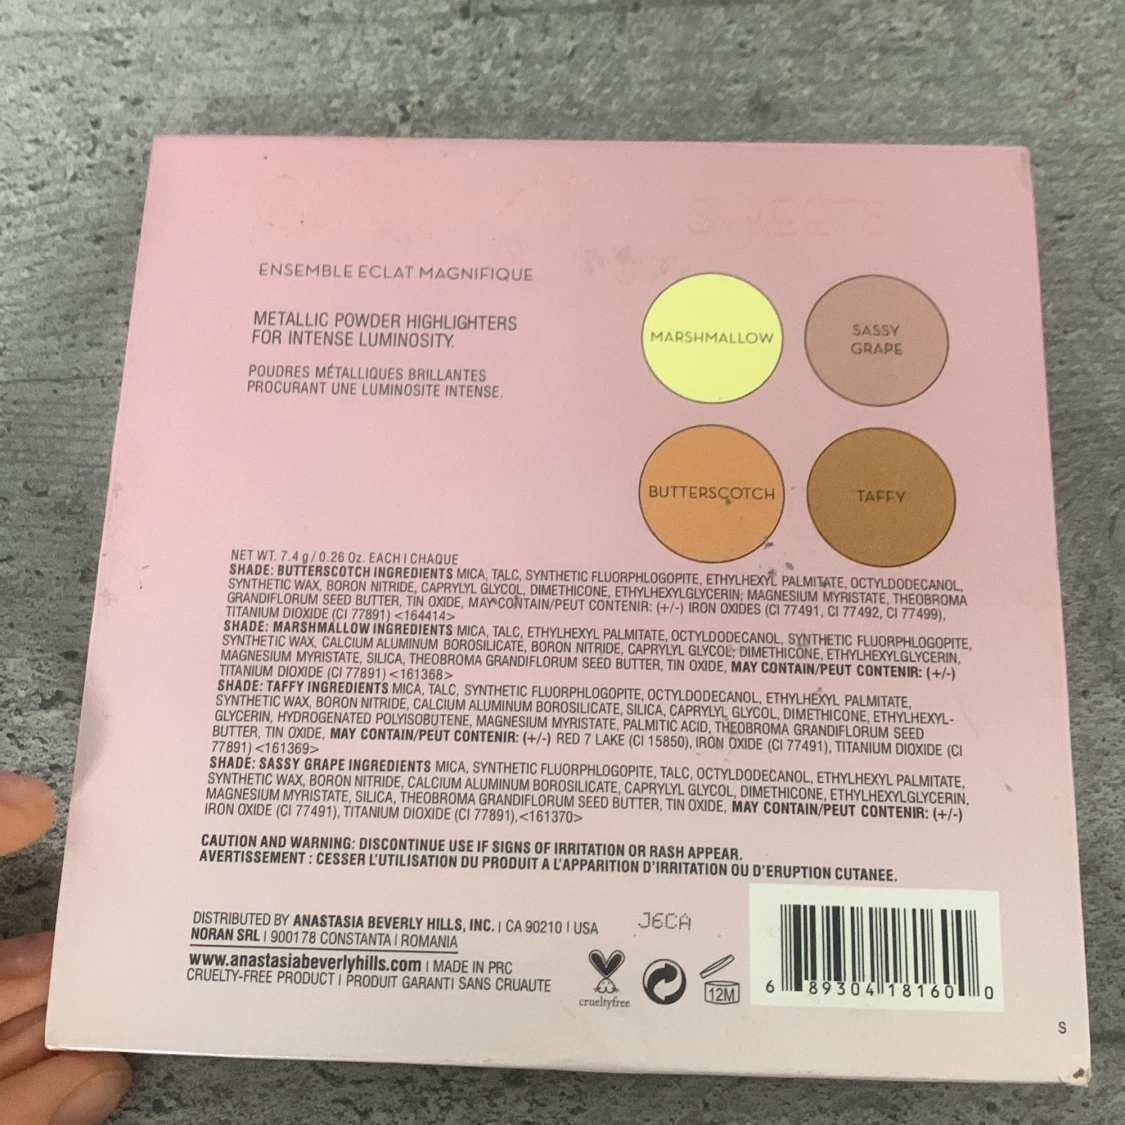 SWEETS
ENSEMBLE ECLAT MAGNIFIQUE
METALLIC POWDER HIGHLIGHTERS
FOR INTENSE LUMINOSITY.
POUDRES MÉTALLIQUES BRILLANTES
PROCURANT UNE LUMINOSITE INTENSE.
MARSHMALLOW
SASSY
GRAPE
BUTTERSCOTCH
TAFFY
NET WT. 7.4 g / 0.26 Oz. EACH I CHAQUE
SHADE: BUTTERSCOTCH INGREDIENTS MICA, TALC, SYNTHETIC FLUORPHLOGOPITE, ETHYLHEXYL PALMITATE, OCTYLDODECANOL,
SYNTHETIC WAX, BORON NITRIDE, CAPRYLYL GLYCOL, DIMETHICONE, ETHYLHEXYLGLYCERIN, MAGNESIUM MYRISTATE, THEOBROMA
GRANDIFLORUM SEED BUTTER, TIN OXIDE, MAY CONTAIN/PEUT CONTENIR: (+/-) IRON OXIDES (CI 77491, CI 77492, CI 77499),
TITANIUM DIOXIDE (CI 77891) <164414>
SHADE: MARSHMALLOW INGREDIENTS MICA, TALC, ETHYLHEXYL PALMITATE, OCTYLDODECANOL, SYNTHETIC FLUORPHLOGOPITE,
SYNTHETIC WAX, CALCIUM ALUMINUM BOROSILICATE, BORON NITRIDE, CAPRYLYL GLYCOL, DIMETHICONE, ETHYLHEXYLGLYCERIN,
MAGNESIUM MYRISTATE, SILICA, THEOBROMA GRANDIFLORUM SEED BUTTER, TIN OXIDE, MAY CONTAIN/PEUT CONTENIR: (+/-)
TITANIUM DIOXIDE (CI 77891) <161368>
SHADE: TAFFY INGREDIENTS MICA, TALC, SYNTHETIC FLUORPHLOGOPITE, OCTYLDODECANOL, ETHYLHEXYL PALMITATE,
SYNTHETIC WAX, BORON NITRIDE, CALCIUM ALUMINUM BOROSILICATE, SILICA, CAPRYLYL GLYCOL, DIMETHICONE, ETHYLHEXYL-
GLYCERIN, HYDROGENATED POLYISOBUTENE, MAGNESIUM MYRISTATE, PALMITIC ACID, THEOBROMA GRANDIFLORUM SEED
BUTTER, TIN OXIDE, MAY CONTAIN/PEUT CONTENIR: (+/-) RED 7 LAKE (CI 15850), IRON OXIDE (CI 77491), TITANIUM DIOXIDE (CI
77891) <161369>
SHADE: SASSY GRAPE INGREDIENTS MICA, SYNTHETIC FLUORPHLOGOPITE, TALC, OCTYLDODECANOL, ETHYLHEXYL PALMITATE,
SYNTHETIC WAX, BORON NITRIDE, CALCIUM ALUMINUM BOROSILICATE, CAPRYLYL GLYCOL, DIMETHICONE, ETHYLHEXYLGLYCERIN,
MAGNESIUM MYRISTATE, SILICA, THEOBROMA GRANDIFLORUM SEED BUTTER, TIN OXIDE, MAY CONTAIN/PEUT CONTENIR: (+/-)
IRON OXIDE (CI 77491), TITANIUM DIOXIDE (CI 77891),<161370>
CAUTION AND WARNING: DISCONTINUE USE IF SIGNS OF IRRITATION OR RASH APPEAR.
AVERTISSEMENT : CESSER L'UTILISATION DU PRODUIT A L'APPARITION D'IRRITATION OU D'ERUPTION CUTANEE.
DISTRIBUTED BY ANASTASIA BEVERLY HILLS, INC. | CA 90210 | USA
NORAN SRL | 900178 CONSTANTA | ROMANIA
www.anastasiabeverlyhills.com | MADE IN PRC
CRUELTY-FREE PRODUCT | PRODUIT GARANTI SANS CRUAUTE
J6CA
crueltyfree
12M
6 89304 18160 0
S